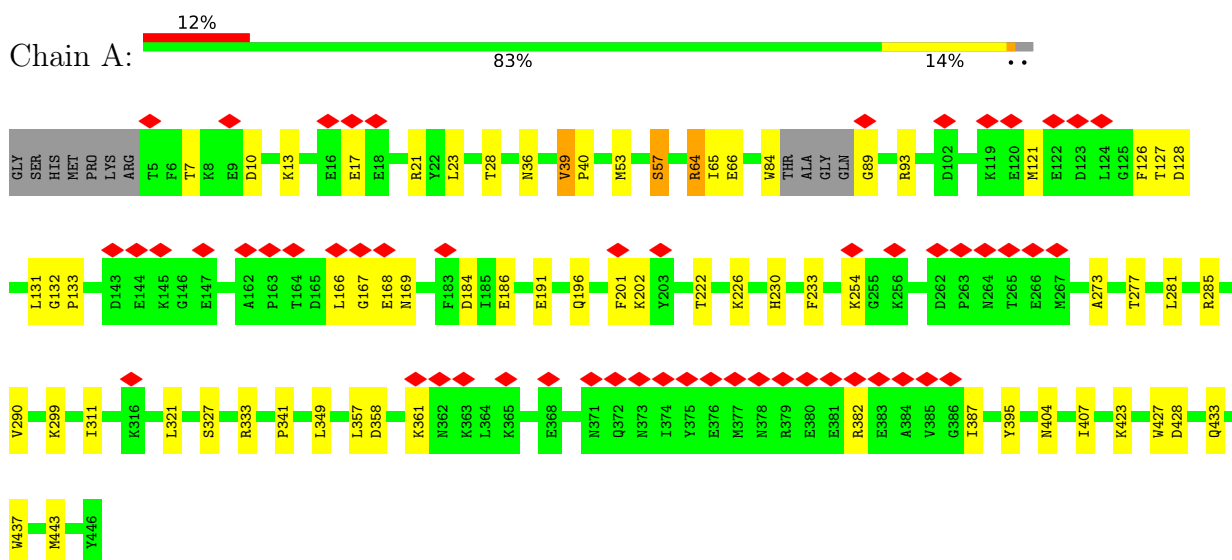 12%
Chain A:
83% 14% • •
GLY SER HIS MET PRO LYS ARG T5 F6 T7 K8 E9 D10 K13 E16 E17 E18 R21 Y22 L23 T28 N36 V39 P40 M53 S57 R64 I65 E66 W84 THR ALA GLY GLN G89 R93 D102 K119 E120 M121 E122 D123 L124 G125 F126 T127 D128
L131 G132 P133 D143 E144 K145 G146 E147 A162 P163 T164 D165 L166 G167 E168 N169 F183 D184 I185 E186 E191 Q196 F201 K202 Y203 T222 K226 H230 F233 K254 G255 K256 D262 P263 N264 T265 E266 M267 A273 T277 L281 R285
V290 K299 I311 K316 L321 S327 R333 P341 L349 L357 D358 K361 N362 K363 L364 K365 E368 N371 Q372 N373 I374 Y375 E376 M377 N378 R379 E380 E381 R382 E383 A384 V385 G386 I387 Y395 N404 I407 K423 W427 D428 Q433
W437 M443 Y446